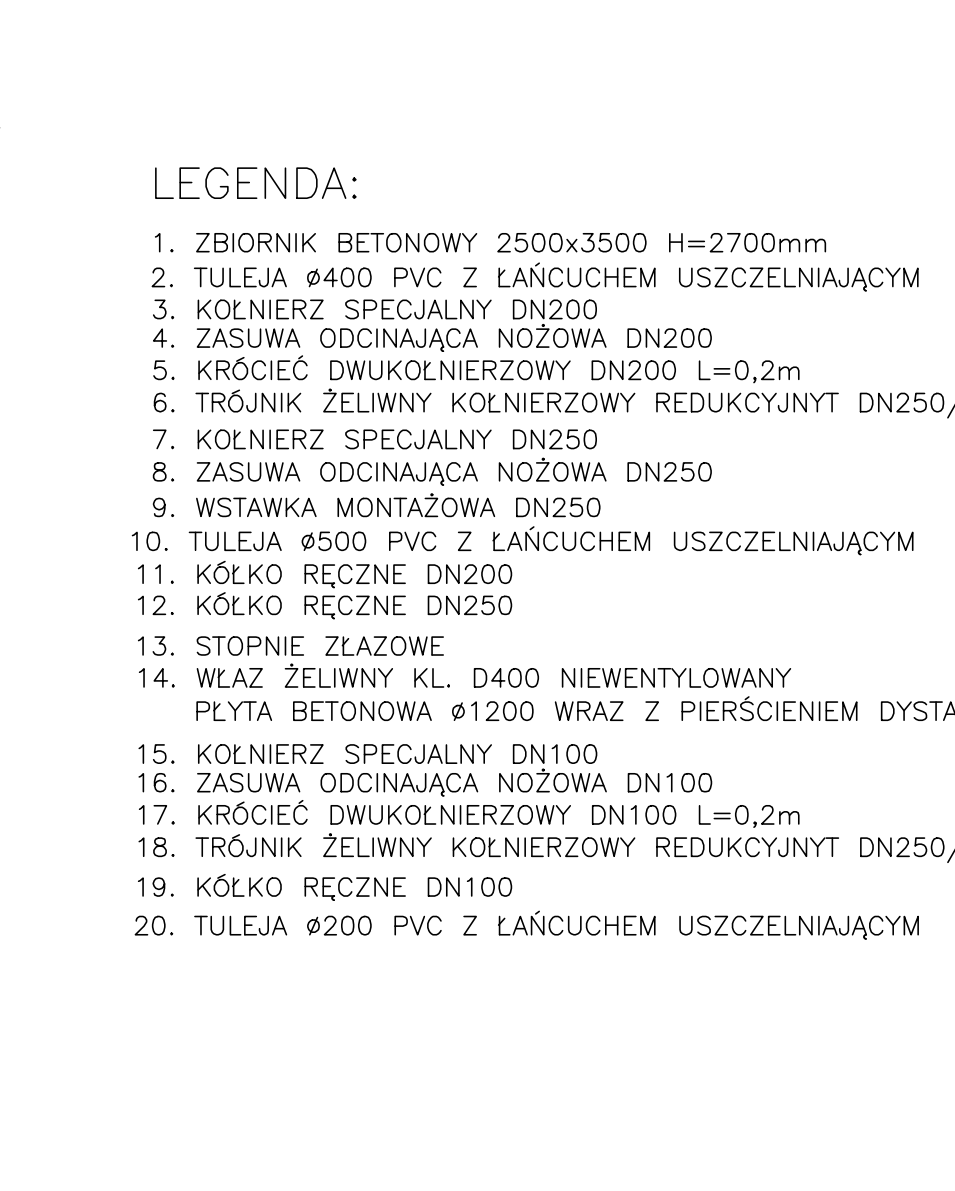 LEGENDA:
1. ZBIORNIK BETONOWY 2500x3500 H=2700mm
2. TULEJA ø400 PVC Z ŁAŃCUCHEM USZCZELNIAJĄCYM
3. KOŁNIERZ SPECJALNY DN200
4. ZASUWA ODCINAJĄCA NOŻOWA DN200
5. KRÓCIEĆ DWUKOŁNIERZOWY DN200 L=0,2m
6. TRÓJNIK ŻELIWNY KOŁNIERZOWY REDUKCYJNYT DN250/
7. KOŁNIERZ SPECJALNY DN250
8. ZASUWA ODCINAJĄCA NOŻOWA DN250
9. WSTAWKA MONTAŻOWA DN250
10. TULEJA ø500 PVC Z ŁAŃCUCHEM USZCZELNIAJĄCYM
11. KÓŁKO RĘCZNE DN200
12. KÓŁKO RĘCZNE DN250
13. STOPNIE ZŁAZOWE
14. WŁAZ ŻELIWNY KL. D400 NIEWENTYLOWANY
PŁYTA BETONOWA ø1200 WRAZ Z PIERŚCIENIEM DYSTA
15. KOŁNIERZ SPECJALNY DN100
16. ZASUWA ODCINAJĄCA NOŻOWA DN100
17. KRÓCIEĆ DWUKOŁNIERZOWY DN100 L=0,2m
18. TRÓJNIK ŻELIWNY KOŁNIERZOWY REDUKCYJNYT DN250/
19. KÓŁKO RĘCZNE DN100
20. TULEJA ø200 PVC Z ŁAŃCUCHEM USZCZELNIAJĄCYM